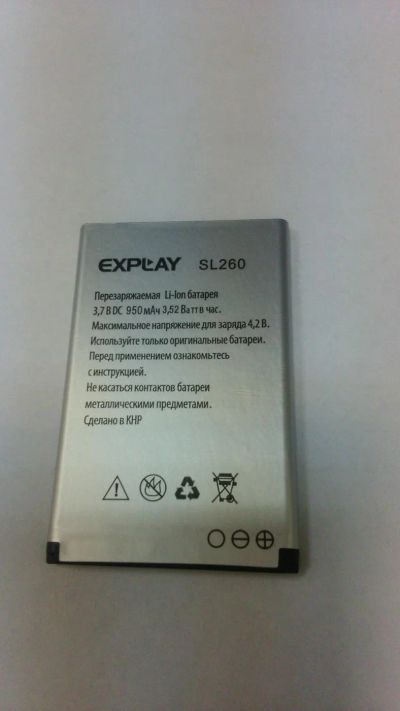 EXPLAY SL260
Перезаряжаемая Li-Ion батарея
3,7 В DC 950 мАч 3,52 Ватт в час.
Максимальное напряжение для заряда 4,2 В.
Используйте только оригинальные батареи.
Перед применением ознакомьтесь
с инструкцией.
Не касаться контактов батареи
металлическими предметами.
Сделано в КНР